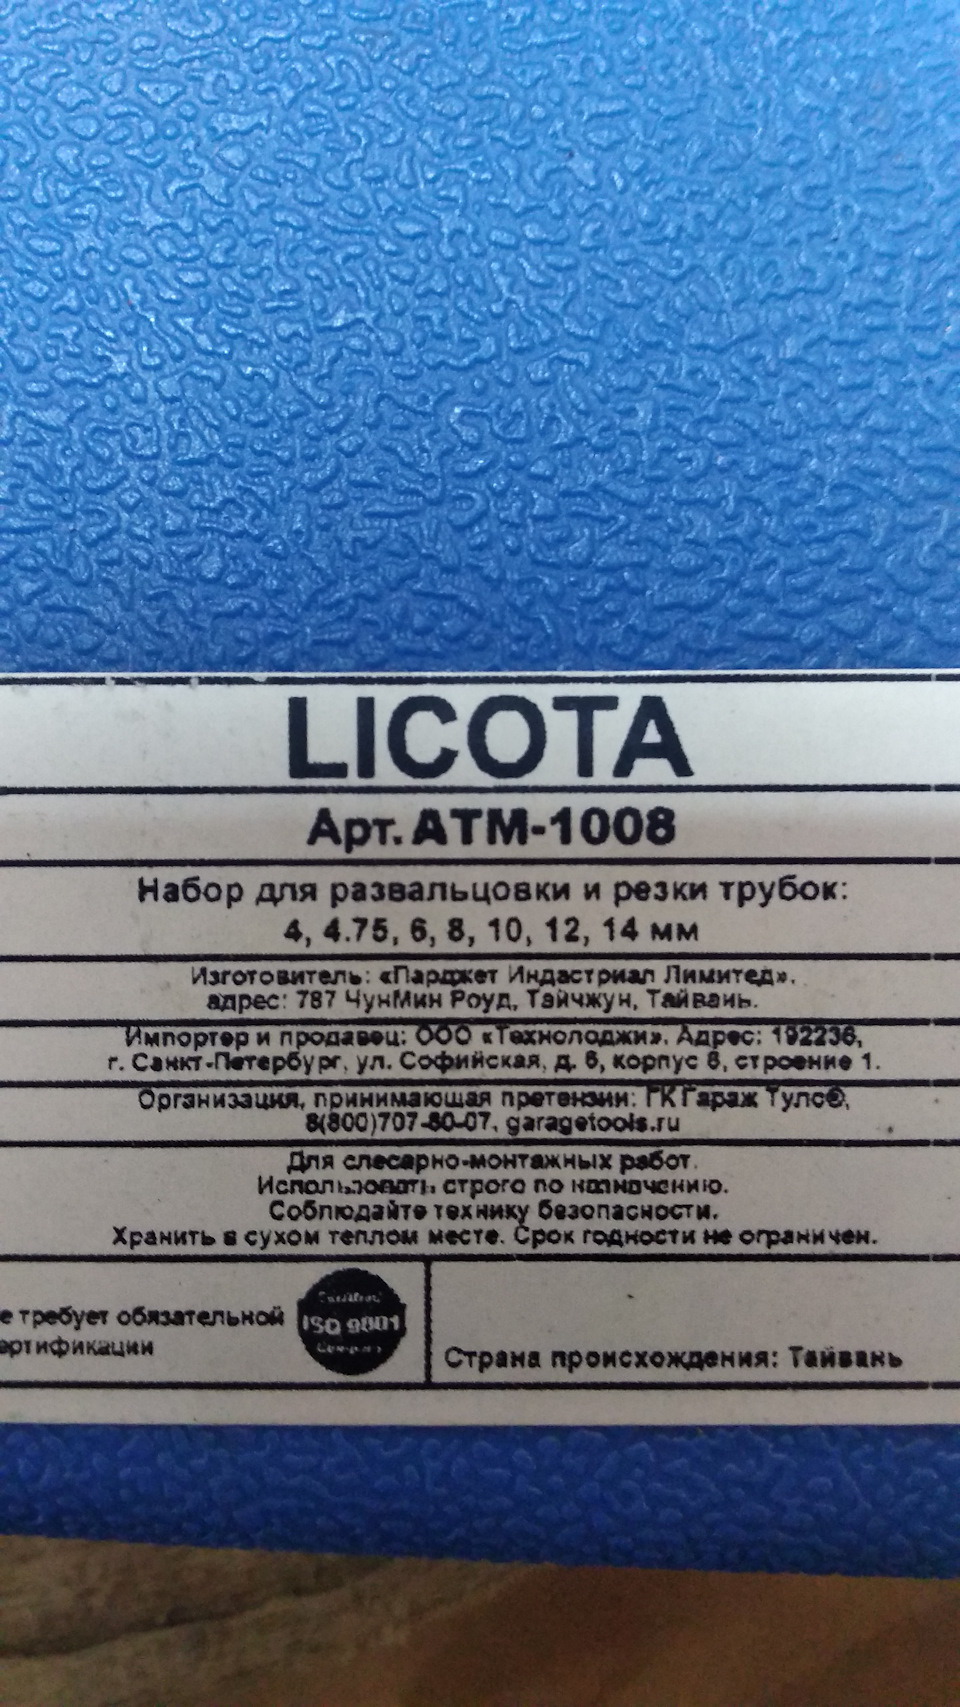 LICOTA
Арт. АТМ-1008
Набор для развальцовки и резки трубок:
4, 4.75, 6, 8, 10, 12, 14 мм
Изготовитель: «Парджет Индастриал Лимитед»,
адрес: 787 ЧунМин Роуд, Тайчжун, Тайвань.
Импортер и продавец: ООО «Технолоджи». Адрес: 192236,
г. Санкт-Петербург, ул. Софийская, д. 6, корпус 8, строение 1.
Организация, принимающая претензии: ГК Гараж Тулс®,
8(800)707-60-07, garagetools.ru
Для слесарно-монтажных работ.
Использовать строго по назначению.
Соблюдайте технику безопасности.
Хранить в сухом теплом месте. Срок годности не ограничен.
е требует обязательной
ертификации
ISO 9001
Company
Страна происхождения: Тайвань